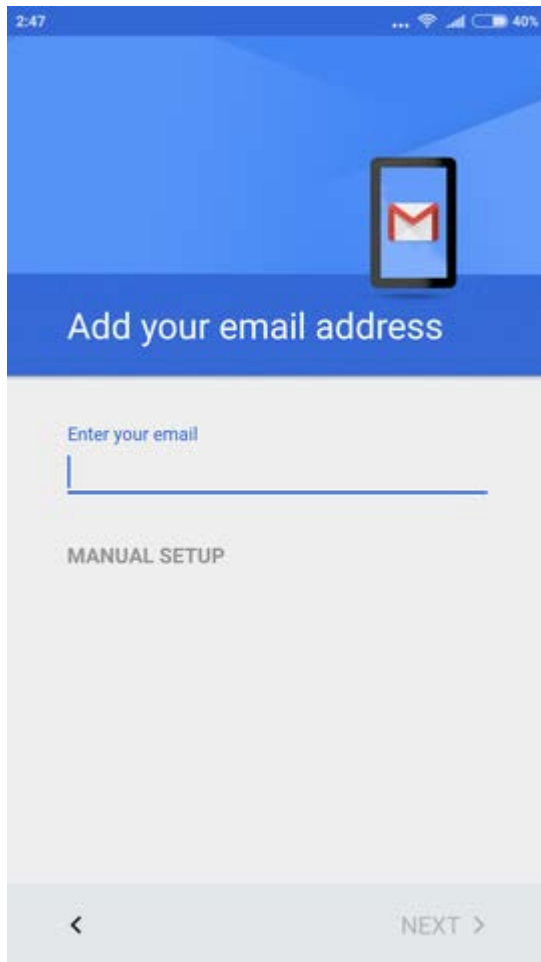 2:47 ... 40%
Add your email address
Enter your email
MANUAL SETUP
NEXT